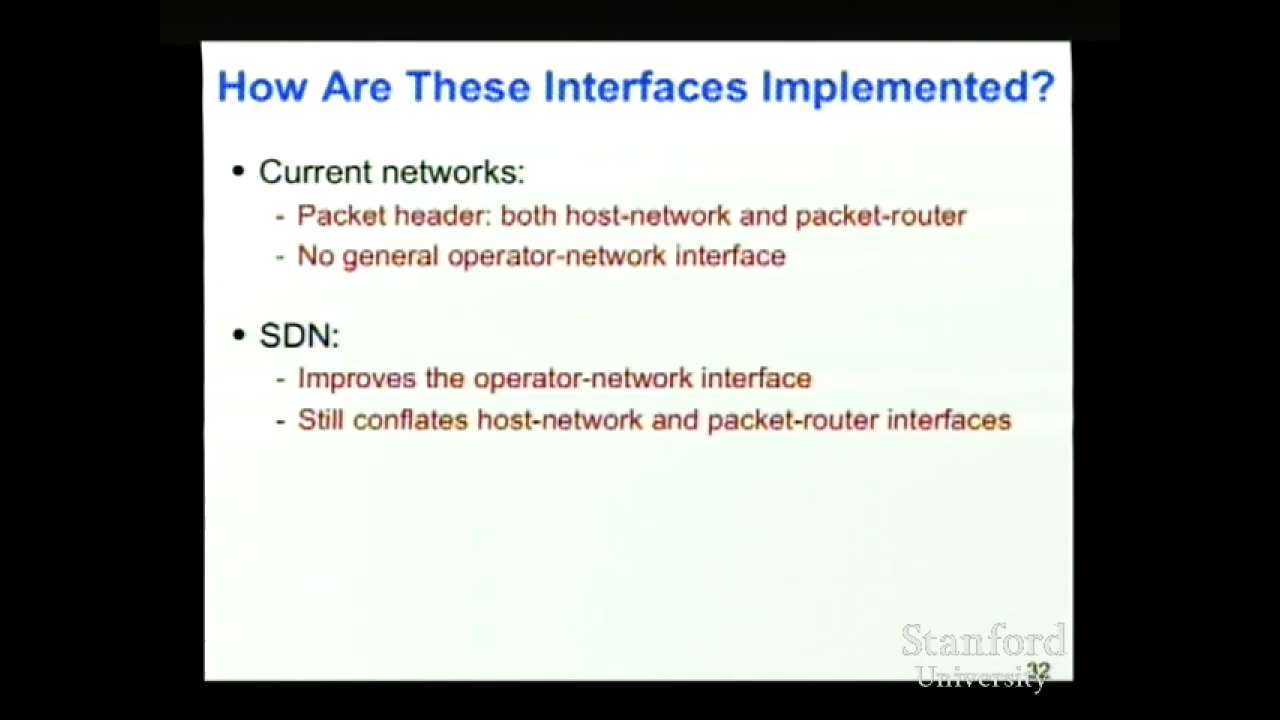 How Are These Interfaces Implemented?
• Current networks:
- Packet header: both host-network and packet-router
- No general operator-network interface
• SDN:
- Improves the operator-network interface
- Still conflates host-network and packet-router interfaces
Stanford
University
32